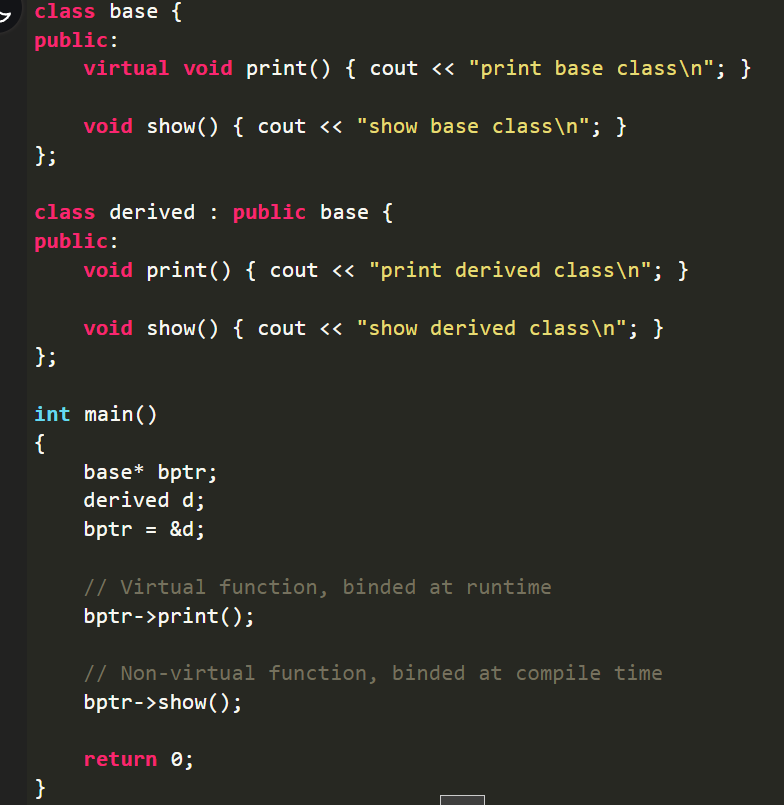 class base {
public:
    virtual void print() { cout << "print base class\n"; }
    void show() { cout << "show base class\n"; }
};
class derived : public base {
public:
    void print() { cout << "print derived class\n"; }
    void show() { cout << "show derived class\n"; }
};
int main()
{
    base* bptr;
    derived d;
    bptr = &d;
    // Virtual function, binded at runtime
    bptr->print();
    // Non-virtual function, binded at compile time
    bptr->show();
    return 0;
}